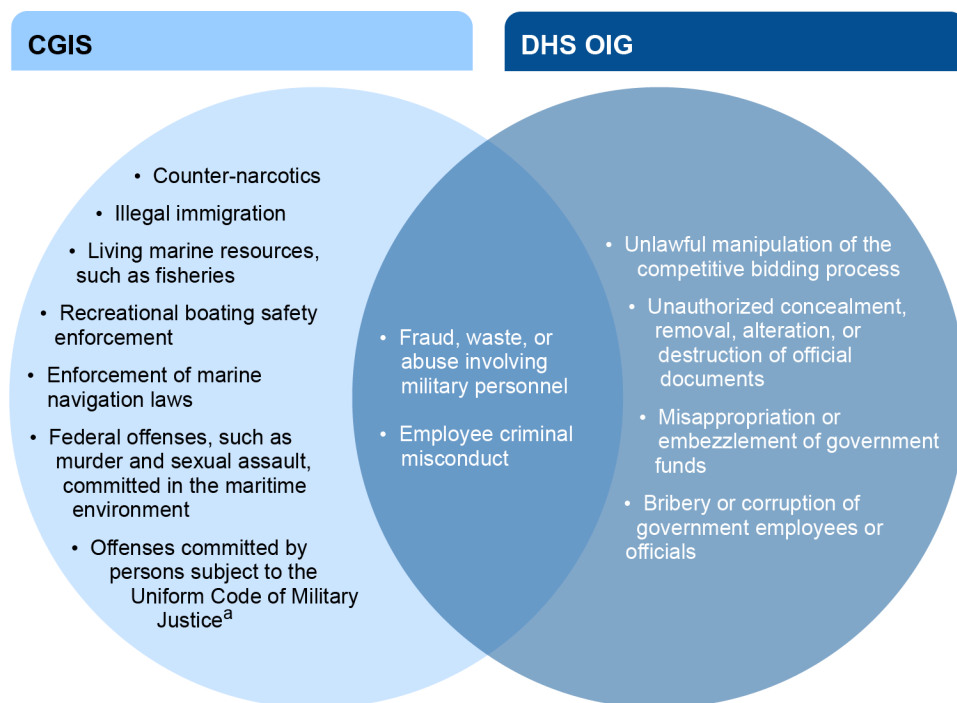 CGIS
DHS OIG
• Counter-narcotics
• Illegal immigration
• Living marine resources,
such as fisheries
• Recreational boating safety
enforcement
• Enforcement of marine
navigation laws
• Federal offenses, such as
murder and sexual assault,
committed in the maritime
environment
• Offenses committed by
persons subject to the
Uniform Code of Military
Justiceᵃ
• Fraud, waste, or
abuse involving
military personnel
• Employee criminal
misconduct
• Unlawful manipulation of the
competitive bidding process
• Unauthorized concealment,
removal, alteration, or
destruction of official
documents
• Misappropriation or
embezzlement of government
funds
• Bribery or corruption of
government employees or
officials